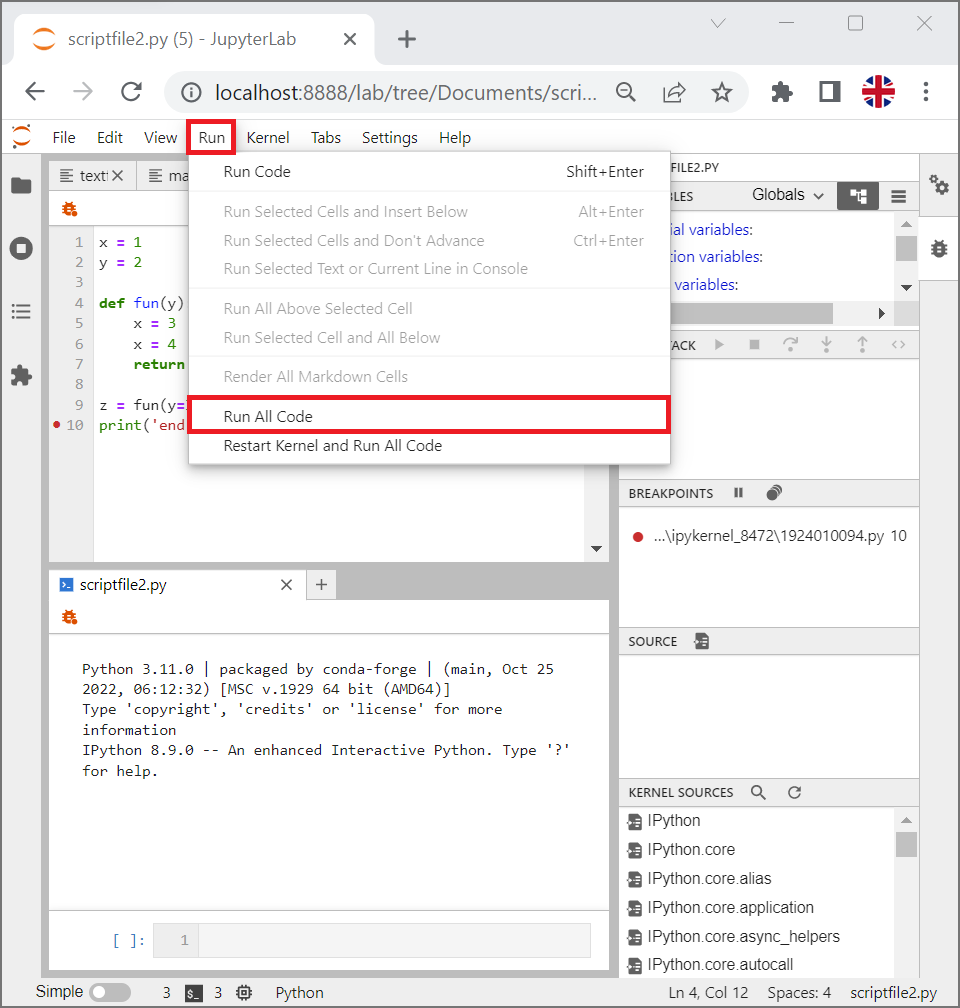 scriptfile2.py (5) - JupyterLab
localhost:8888/lab/tree/Documents/scri...
File Edit View Run Kernel Tabs Settings Help
Run Code Shift+Enter
Run Selected Cells and Insert Below Alt+Enter
Run Selected Cells and Don't Advance Ctrl+Enter
Run Selected Text or Current Line in Console
Run All Above Selected Cell
Run Selected Cell and All Below
Render All Markdown Cells
Run All Code
Restart Kernel and Run All Code
1 x = 1
2 y = 2
3
4 def fun(y)
5 x = 3
6 x = 4
7 return
8
9 z = fun(y=
10 print('end
FILE2.PY
Globals
variables:
variables:
variables:
BREAKPOINTS
...\ipykernel_8472\1924010094.py 10
SOURCE
KERNEL SOURCES
IPython
IPython.core
IPython.core.alias
IPython.core.application
IPython.core.async_helpers
IPython.core.autocall
scriptfile2.py
Python 3.11.0 | packaged by conda-forge | (main, Oct 25
2022, 06:12:32) [MSC v.1929 64 bit (AMD64)]
Type 'copyright', 'credits' or 'license' for more
information
IPython 8.9.0 -- An enhanced Interactive Python. Type '?'
for help.
[ ]: 1
Simple 3 3 Python Ln 4, Col 12 Spaces: 4 scriptfile2.py